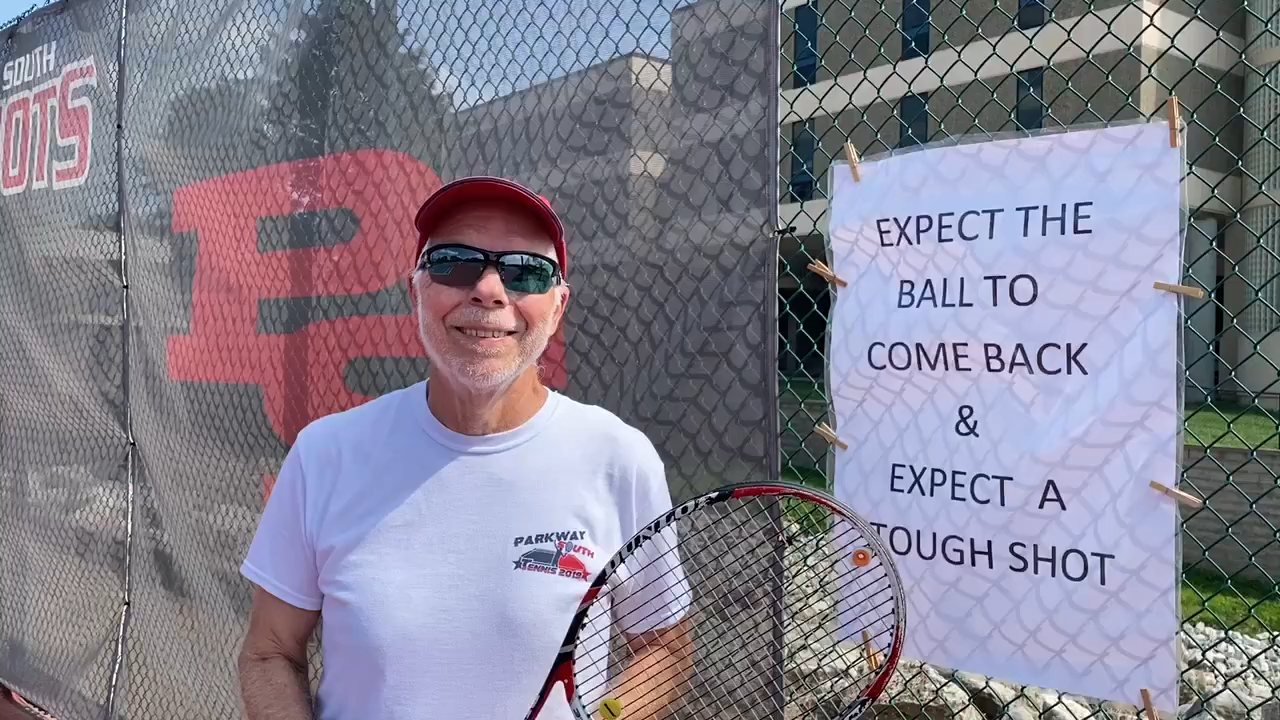 SOUTH
OTS
EXPECT THE
BALL TO
COME BACK
&
EXPECT A
TOUGH SHOT
PARKWAY
SOUTH
TENNIS 2019
DUNLOP